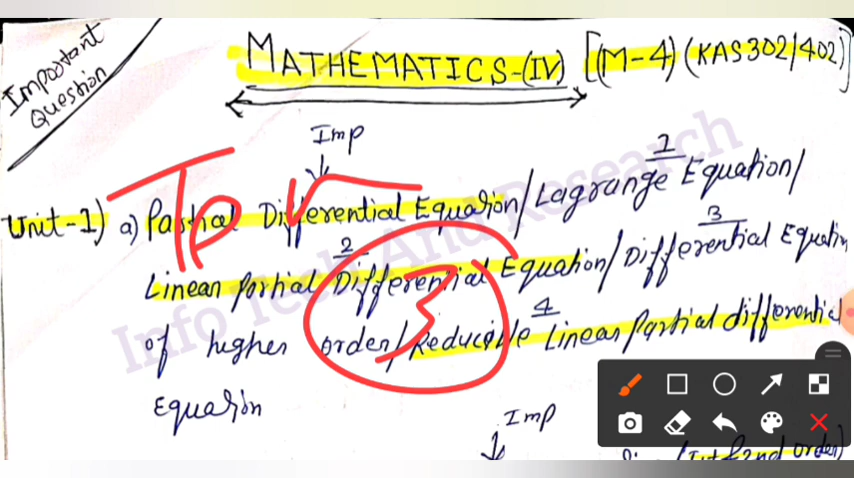 Important
Question
MATHEMATICS-(IV) [(M-4) (KAS302/402)]
Imp
Unit-1) a) Partial Differential Equation/Lagrange Equation/
1
Linear Partial Differential Equation/Differential Equation
2
3
of higher order/Reducible Linear Partial differential
4
Equation
Imp
Info Tech And Research
3